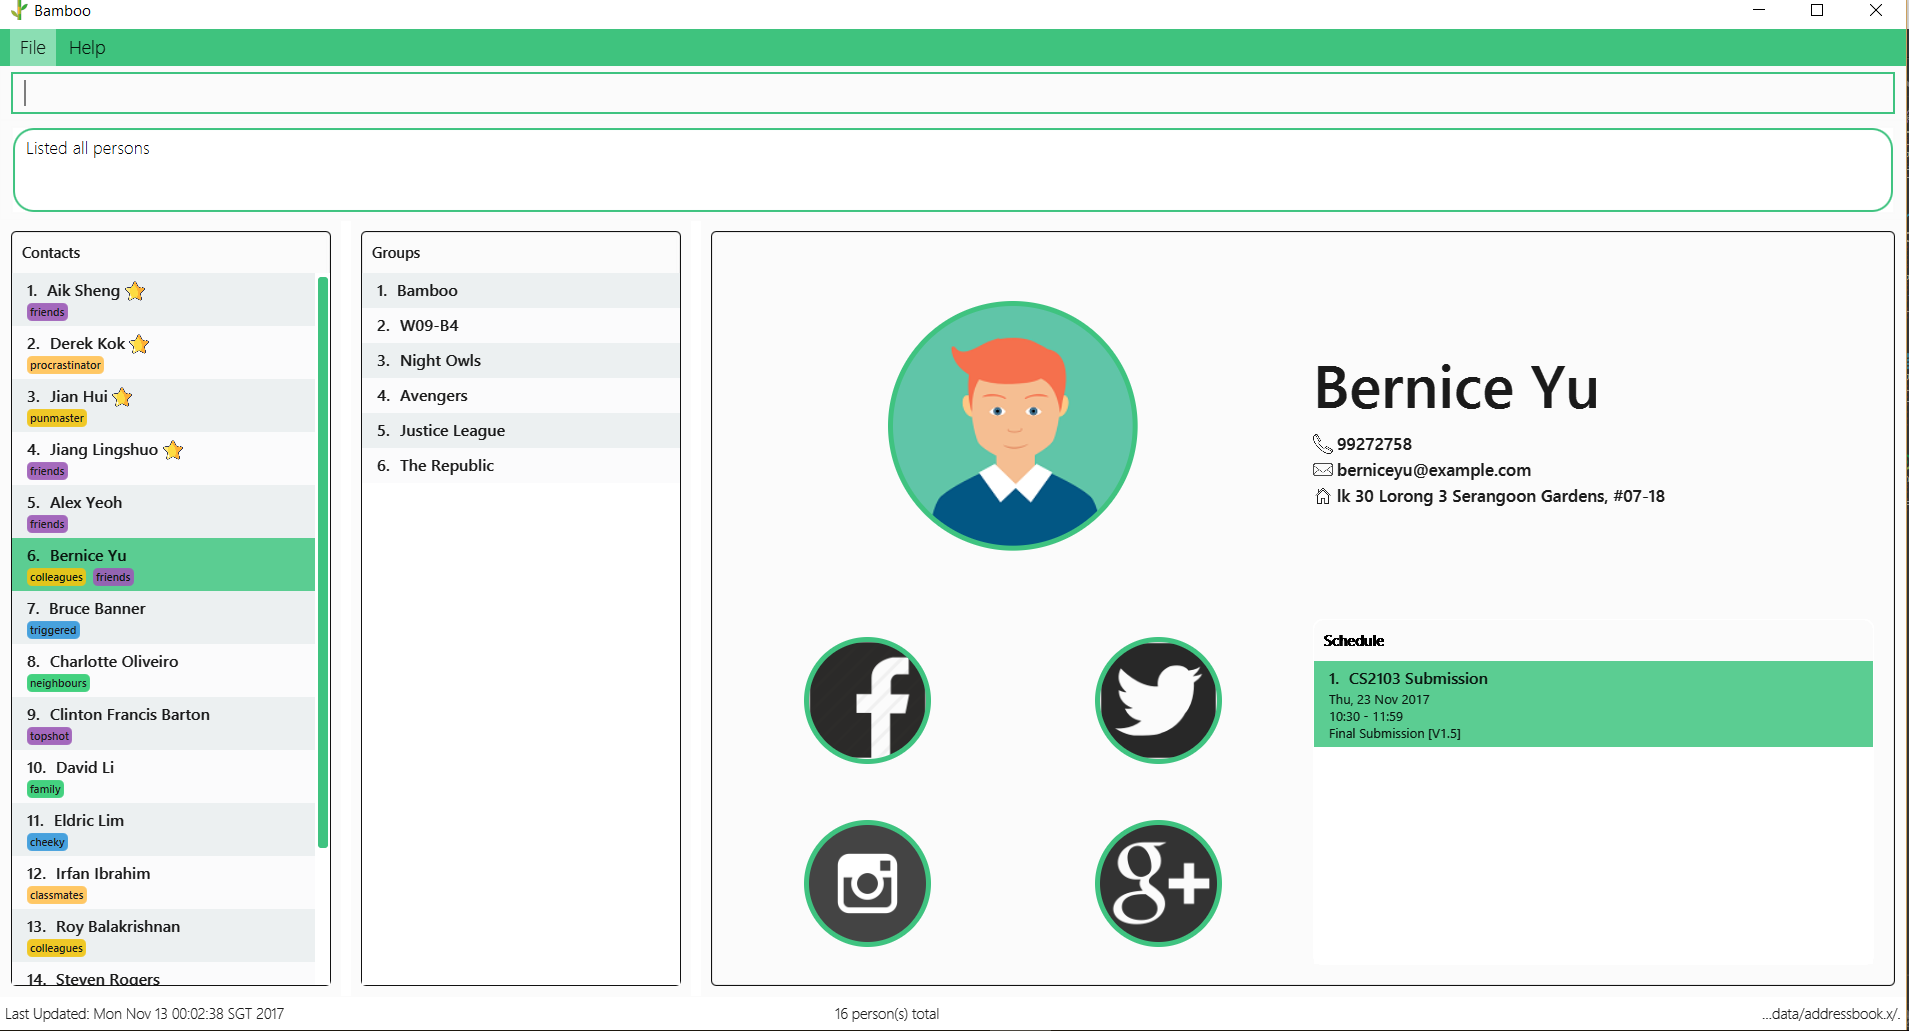 Bamboo
File Help
Listed all persons
Contacts
1. Aik Sheng
friends
2. Derek Kok
procrastinator
3. Jian Hui
punmaster
4. Jiang Lingshuo
friends
5. Alex Yeoh
friends
6. Bernice Yu
colleagues friends
7. Bruce Banner
triggered
8. Charlotte Oliveiro
neighbours
9. Clinton Francis Barton
topshot
10. David Li
family
11. Eldric Lim
cheeky
12. Irfan Ibrahim
classmates
13. Roy Balakrishnan
colleagues
14. Steven Rogers
Groups
1. Bamboo
2. W09-B4
3. Night Owls
4. Avengers
5. Justice League
6. The Republic
Bernice Yu
99272758
berniceyu@example.com
lk 30 Lorong 3 Serangoon Gardens, #07-18
f
g+
Schedule
1. CS2103 Submission
Thu, 23 Nov 2017
10:30 - 11:59
Final Submission [V1.5]
Last Updated: Mon Nov 13 00:02:38 SGT 2017
16 person(s) total
...data/addressbook.x/.